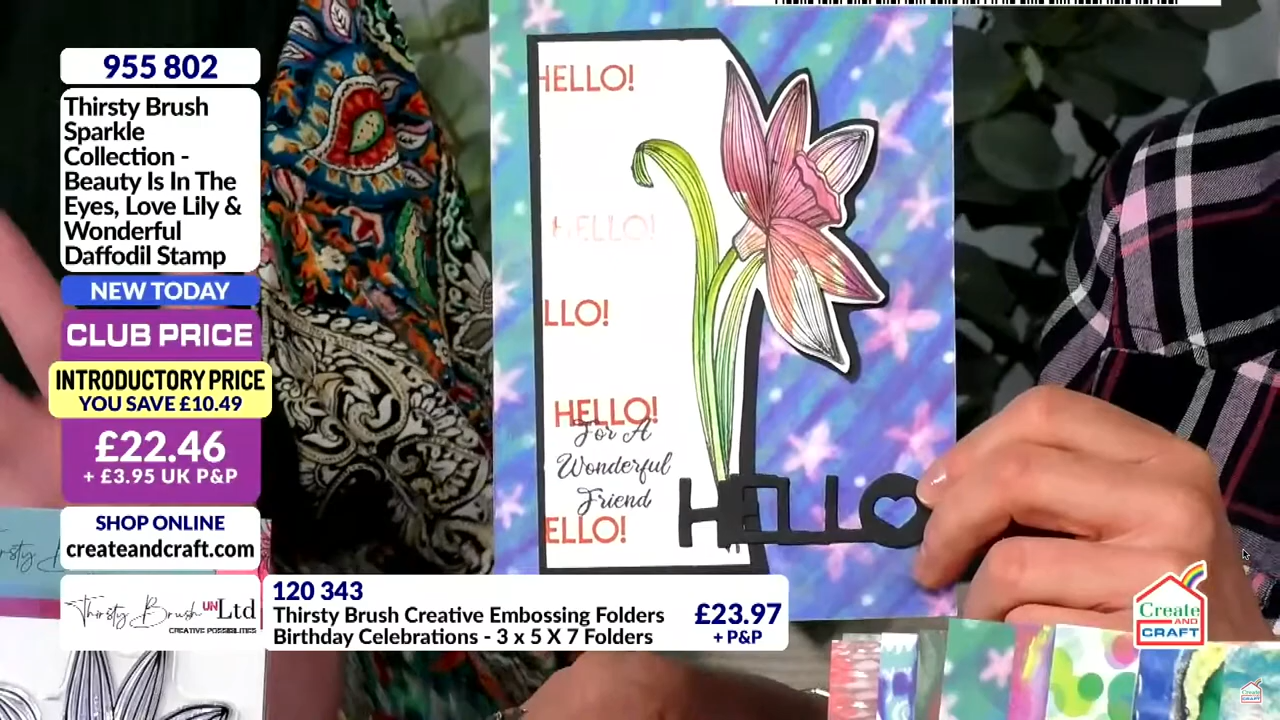 955 802
Thirsty Brush
Sparkle
Collection -
Beauty Is In The
Eyes, Love Lily &
Wonderful
Daffodil Stamp
NEW TODAY
CLUB PRICE
INTRODUCTORY PRICE
YOU SAVE £10.49
£22.46
+ £3.95 UK P&P
SHOP ONLINE
createandcraft.com
HELLO!
HELLO!
LLO!
HELLO!
For A
Wonderful
Friend
ELLO!
HELLO
Thirsty Brush UN Ltd
CREATIVE POSSIBILITIES
120 343
Thirsty Brush Creative Embossing Folders
Birthday Celebrations - 3 x 5 X 7 Folders
£23.97
+ P&P
Create
AND
CRAFT